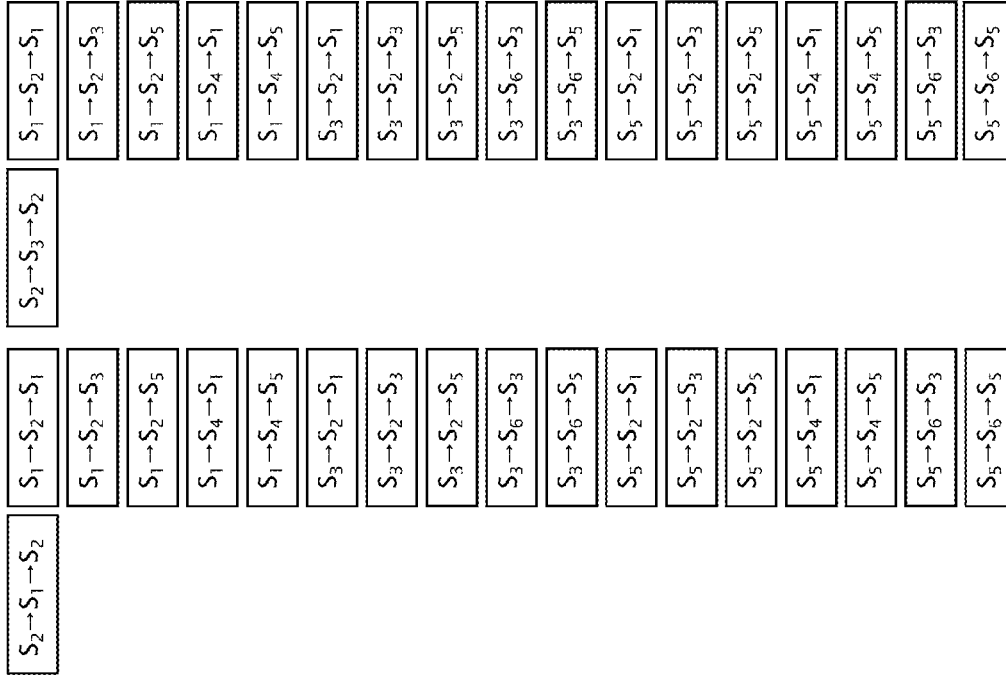 S₂→S₁→S₂ S₁→S₂→S₁ S₂→S₃→S₂ S₁→S₂→S₁
S₁→S₂→S₃ S₁→S₂→S₃
S₁→S₂→S₅ S₁→S₂→S₅
S₁→S₄→S₁ S₁→S₄→S₁
S₁→S₄→S₅ S₁→S₄→S₅
S₃→S₂→S₁ S₃→S₂→S₁
S₃→S₂→S₃ S₃→S₂→S₃
S₃→S₂→S₅ S₃→S₂→S₅
S₃→S₆→S₃ S₃→S₆→S₃
S₃→S₆→S₅ S₃→S₆→S₅
S₅→S₂→S₁ S₅→S₂→S₁
S₅→S₂→S₃ S₅→S₂→S₃
S₅→S₂→S₅ S₅→S₂→S₅
S₅→S₄→S₁ S₅→S₄→S₁
S₅→S₄→S₅ S₅→S₄→S₅
S₅→S₆→S₃ S₅→S₆→S₃
S₅→S₆→S₅ S₅→S₆→S₅